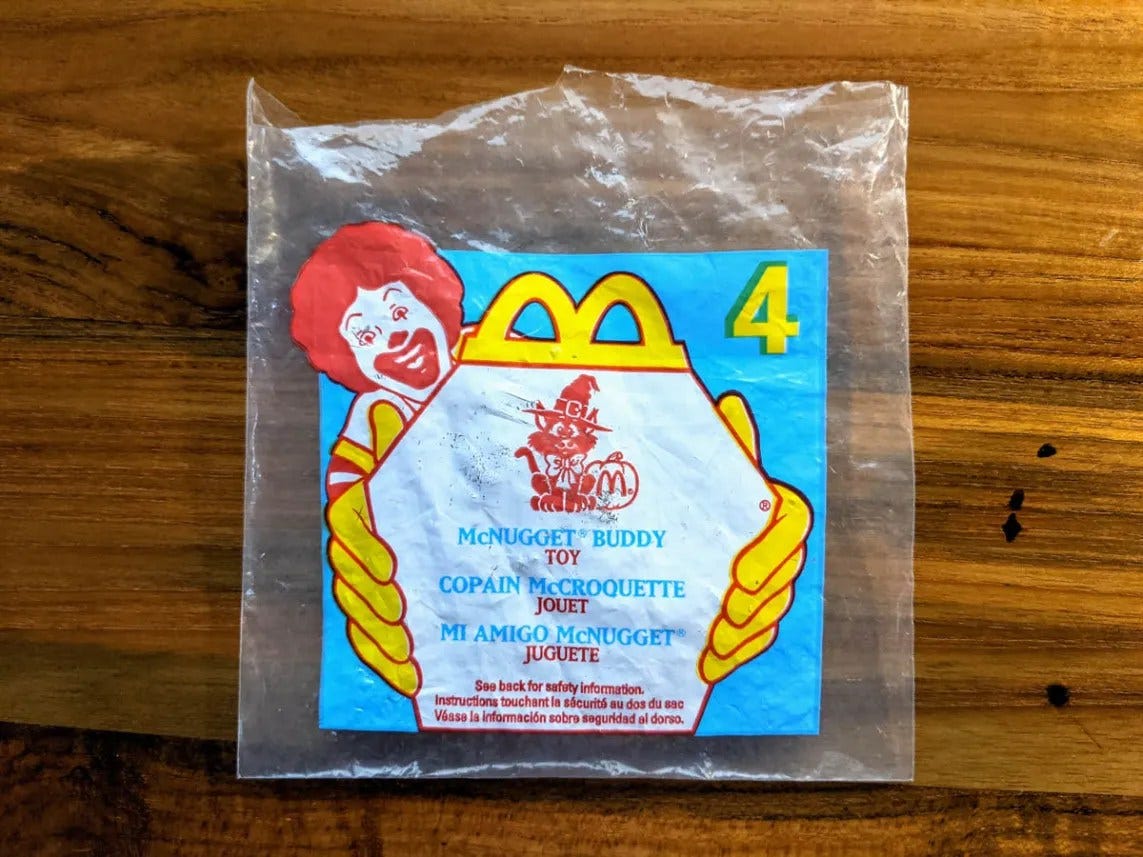 4
McNUGGET® BUDDY
TOY
COPAIN McCROQUETTE
JOUET
MI AMIGO McNUGGET®
JUGUETE
See back for safety information.
Instructions touchant la sécurité au dos du sac
Véase la información sobre seguridad al dorso.